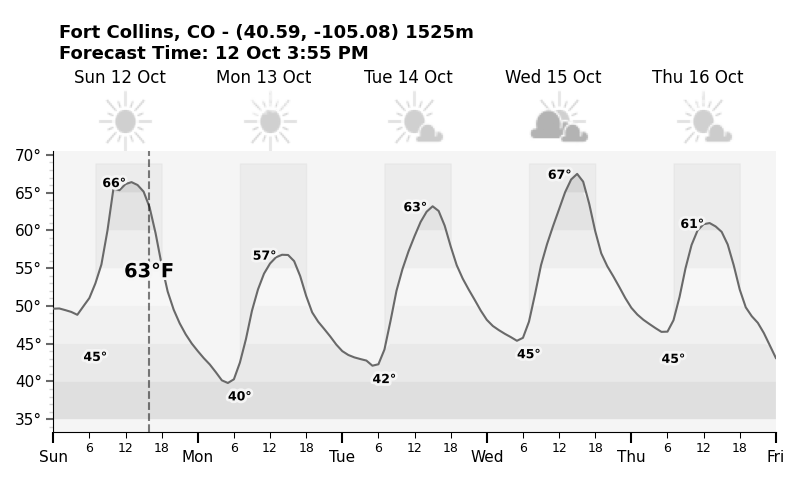 Fort Collins, CO - (40.59, -105.08) 1525m
Forecast Time: 12 Oct 3:55 PM
Sun 12 Oct Mon 13 Oct Tue 14 Oct Wed 15 Oct Thu 16 Oct
70°
65°
60°
55°
50°
45°
40°
35°
66° 57° 63° 67° 61°
63°F
45° 40° 42° 45° 45°
6 12 18 6 12 18 6 12 18 6 12 18 6 12 18
Sun Mon Tue Wed Thu Fri